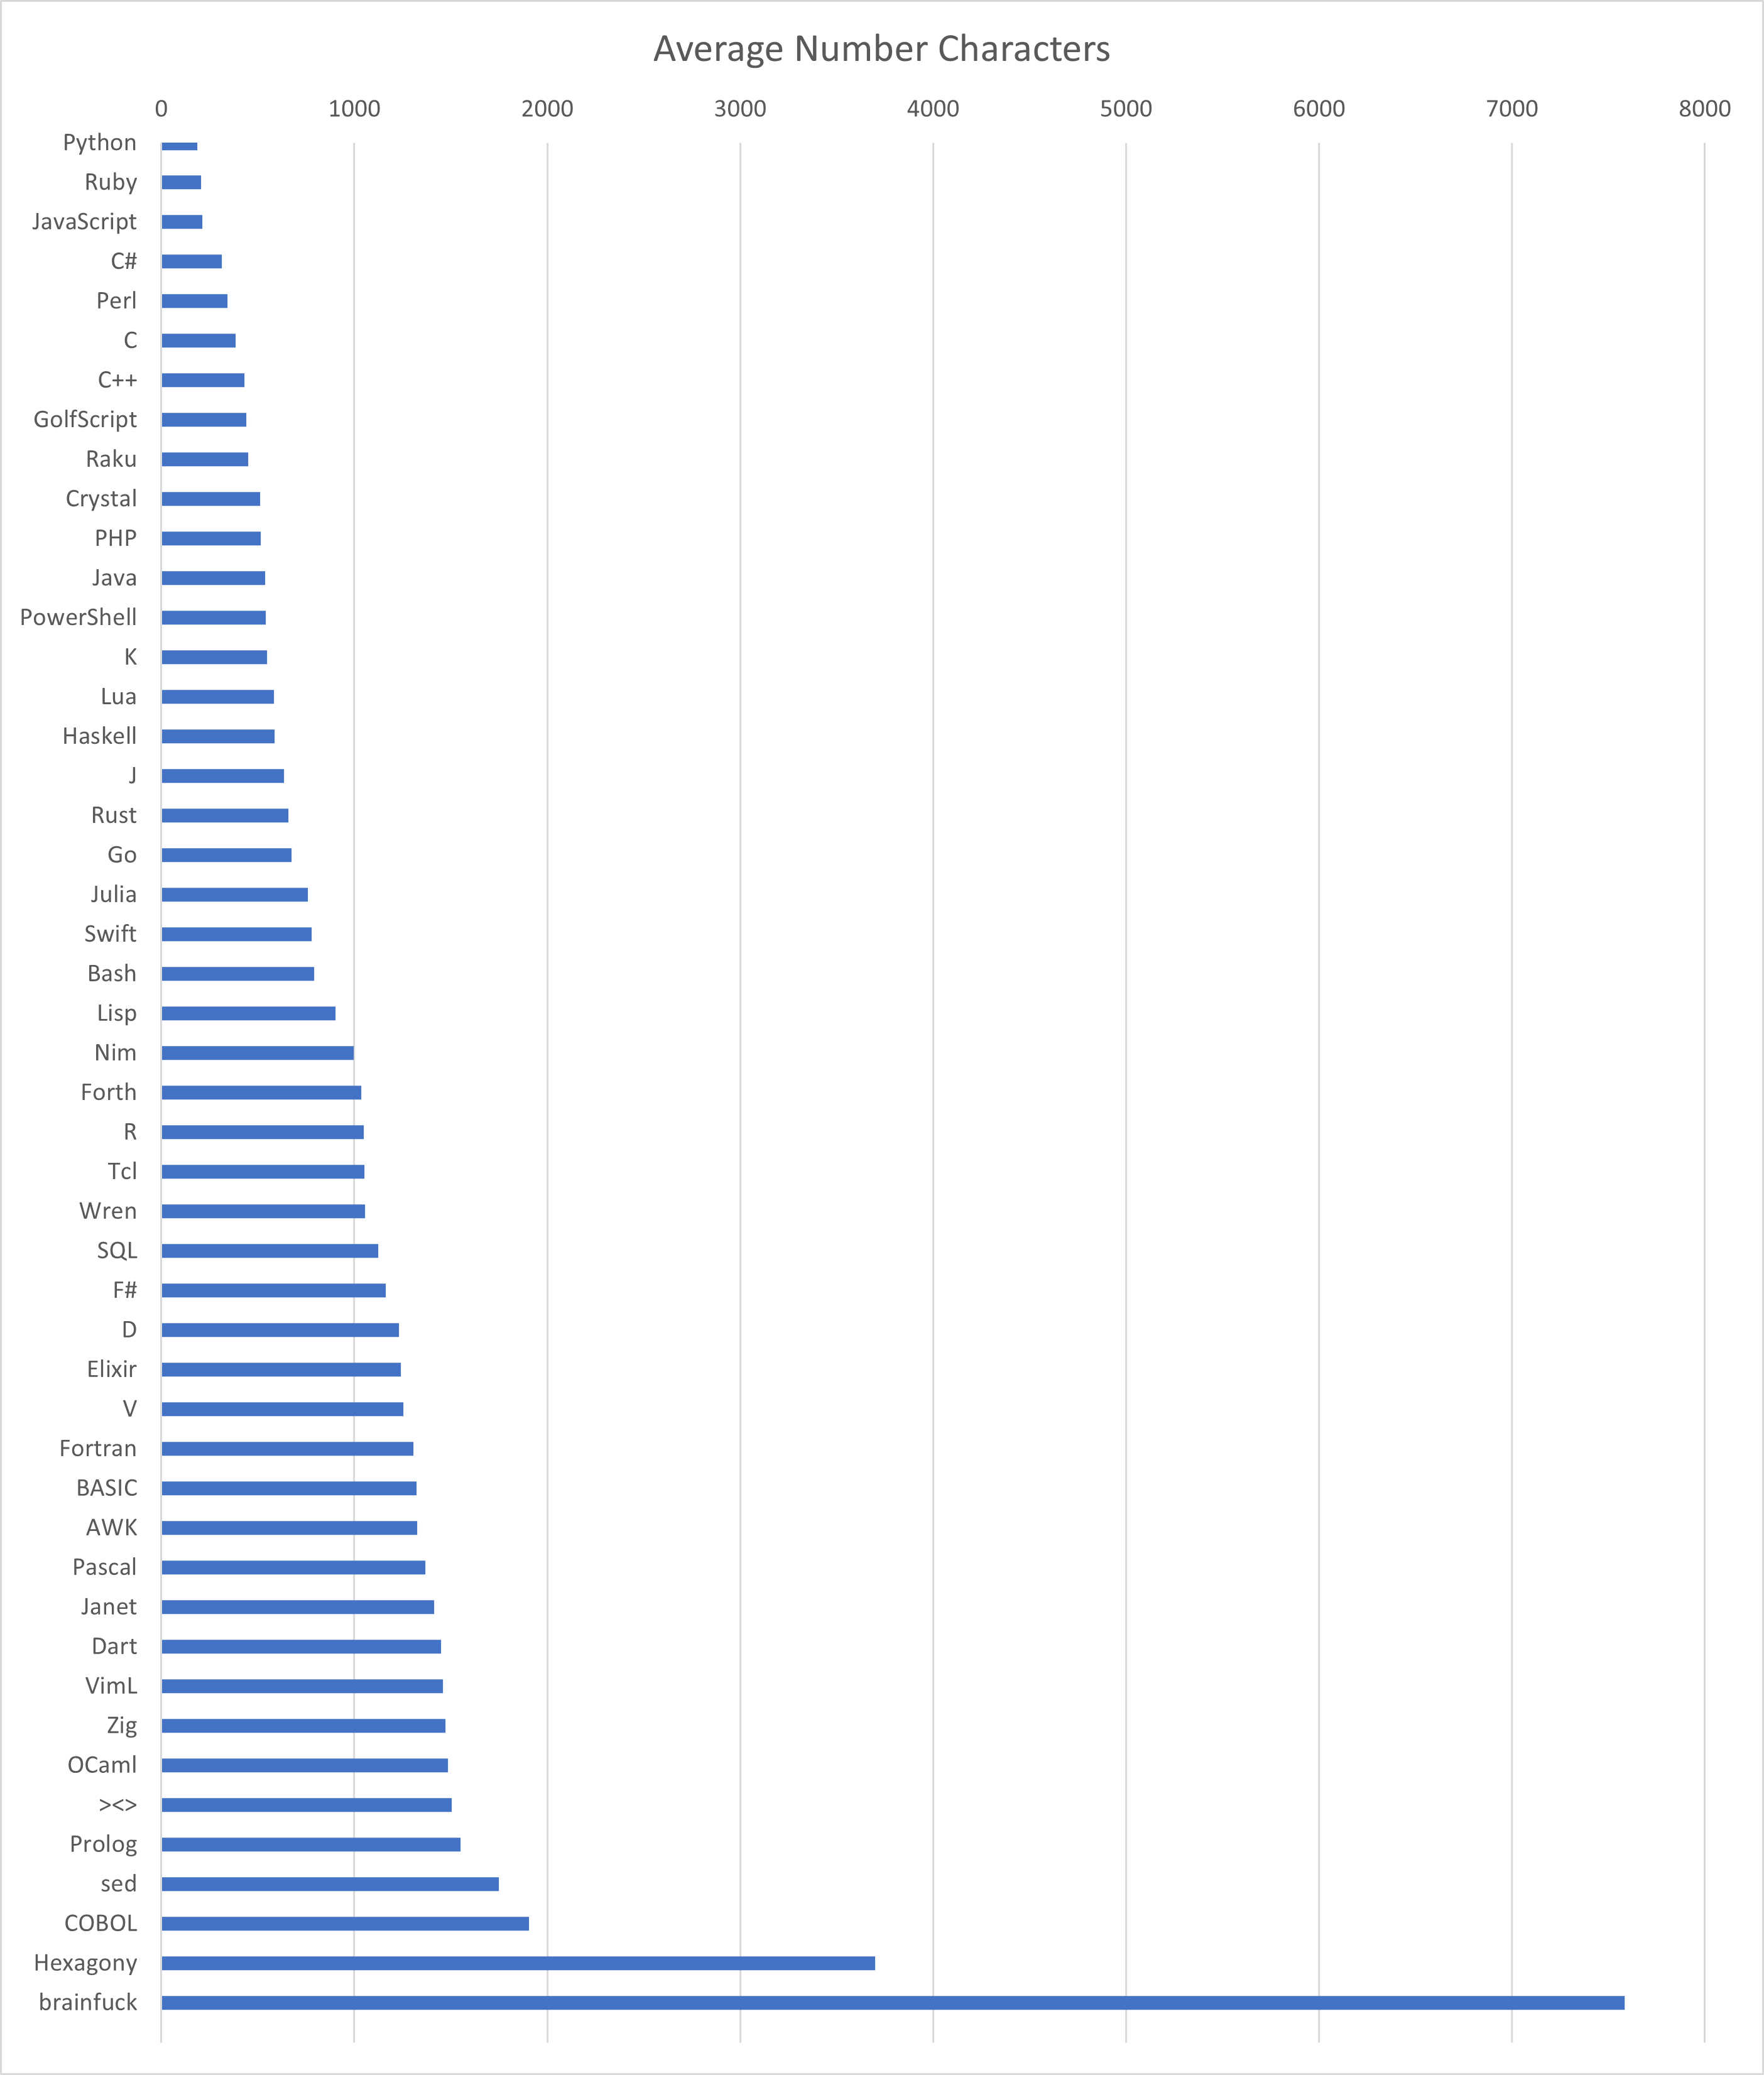 Average Number Characters
0 1000 2000 3000 4000 5000 6000 7000 8000
Python
Ruby
JavaScript
C#
Perl
C
C++
GolfScript
Raku
Crystal
PHP
Java
PowerShell
K
Lua
Haskell
J
Rust
Go
Julia
Swift
Bash
Lisp
Nim
Forth
R
Tcl
Wren
SQL
F#
D
Elixir
V
Fortran
BASIC
AWK
Pascal
Janet
Dart
VimL
Zig
OCaml
><>
Prolog
sed
COBOL
Hexagony
brainfuck